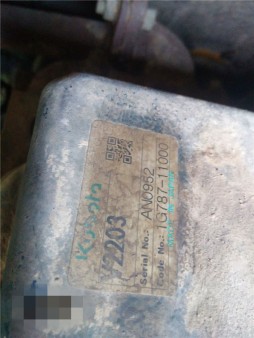 Kubota
V2203
Serial No.: AN0952
Code No.: 1G787-11000